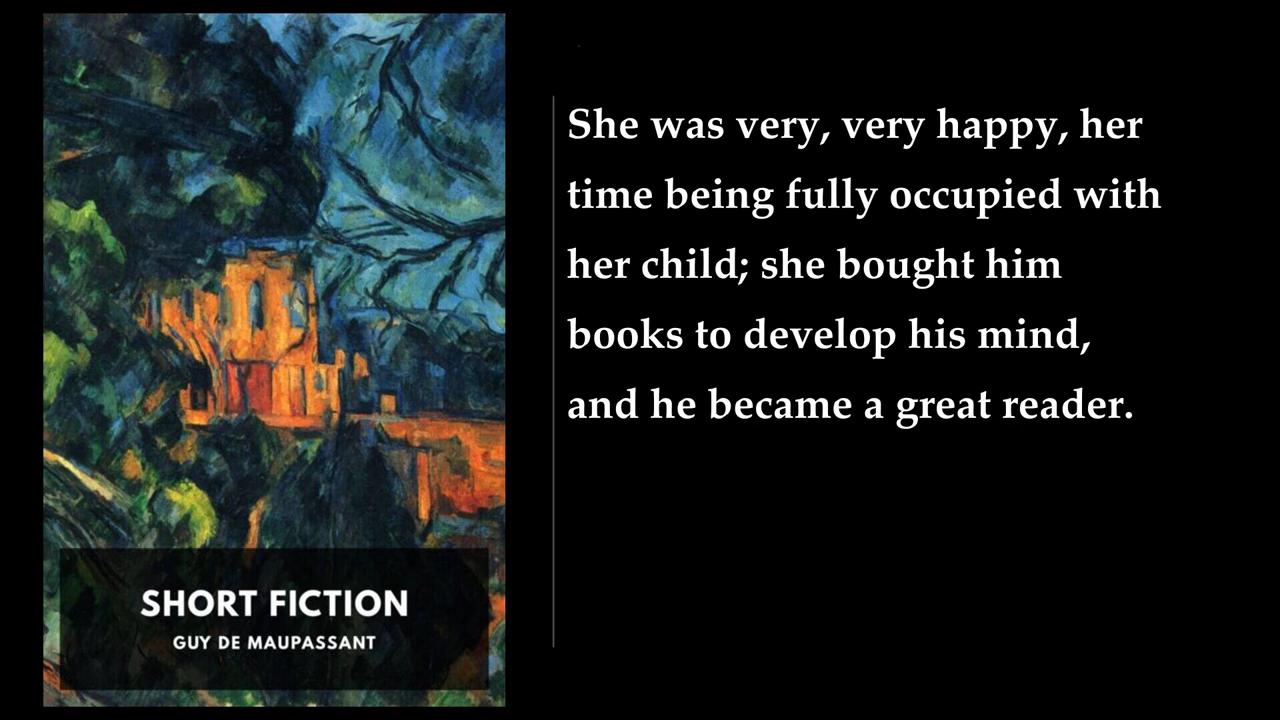 SHORT FICTION
GUY DE MAUPASSANT
She was very, very happy, her
time being fully occupied with
her child; she bought him
books to develop his mind,
and he became a great reader.